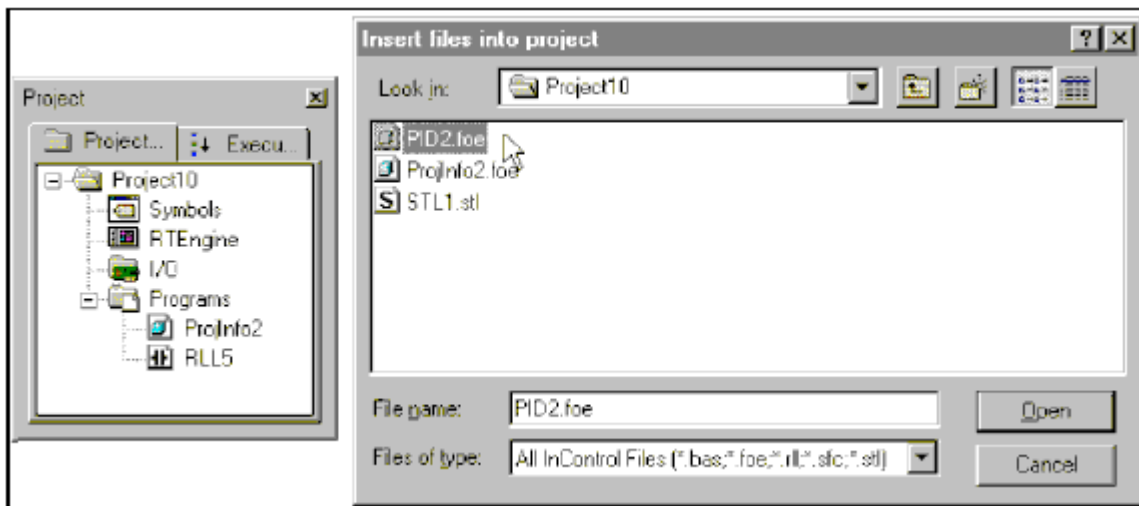 Project
Project...
Execu...
Project10
Symbols
RTEngine
I/O
Programs
ProjInfo2
RLL5
Insert files into project
Look in:
Project10
PID2.foe
ProjInfo2.foe
STL1.stl
File name:
PID2.foe
Open
Files of type:
All InControl Files (*.bas;*.foe;*.rll;*.sfc;*.stl)
Cancel